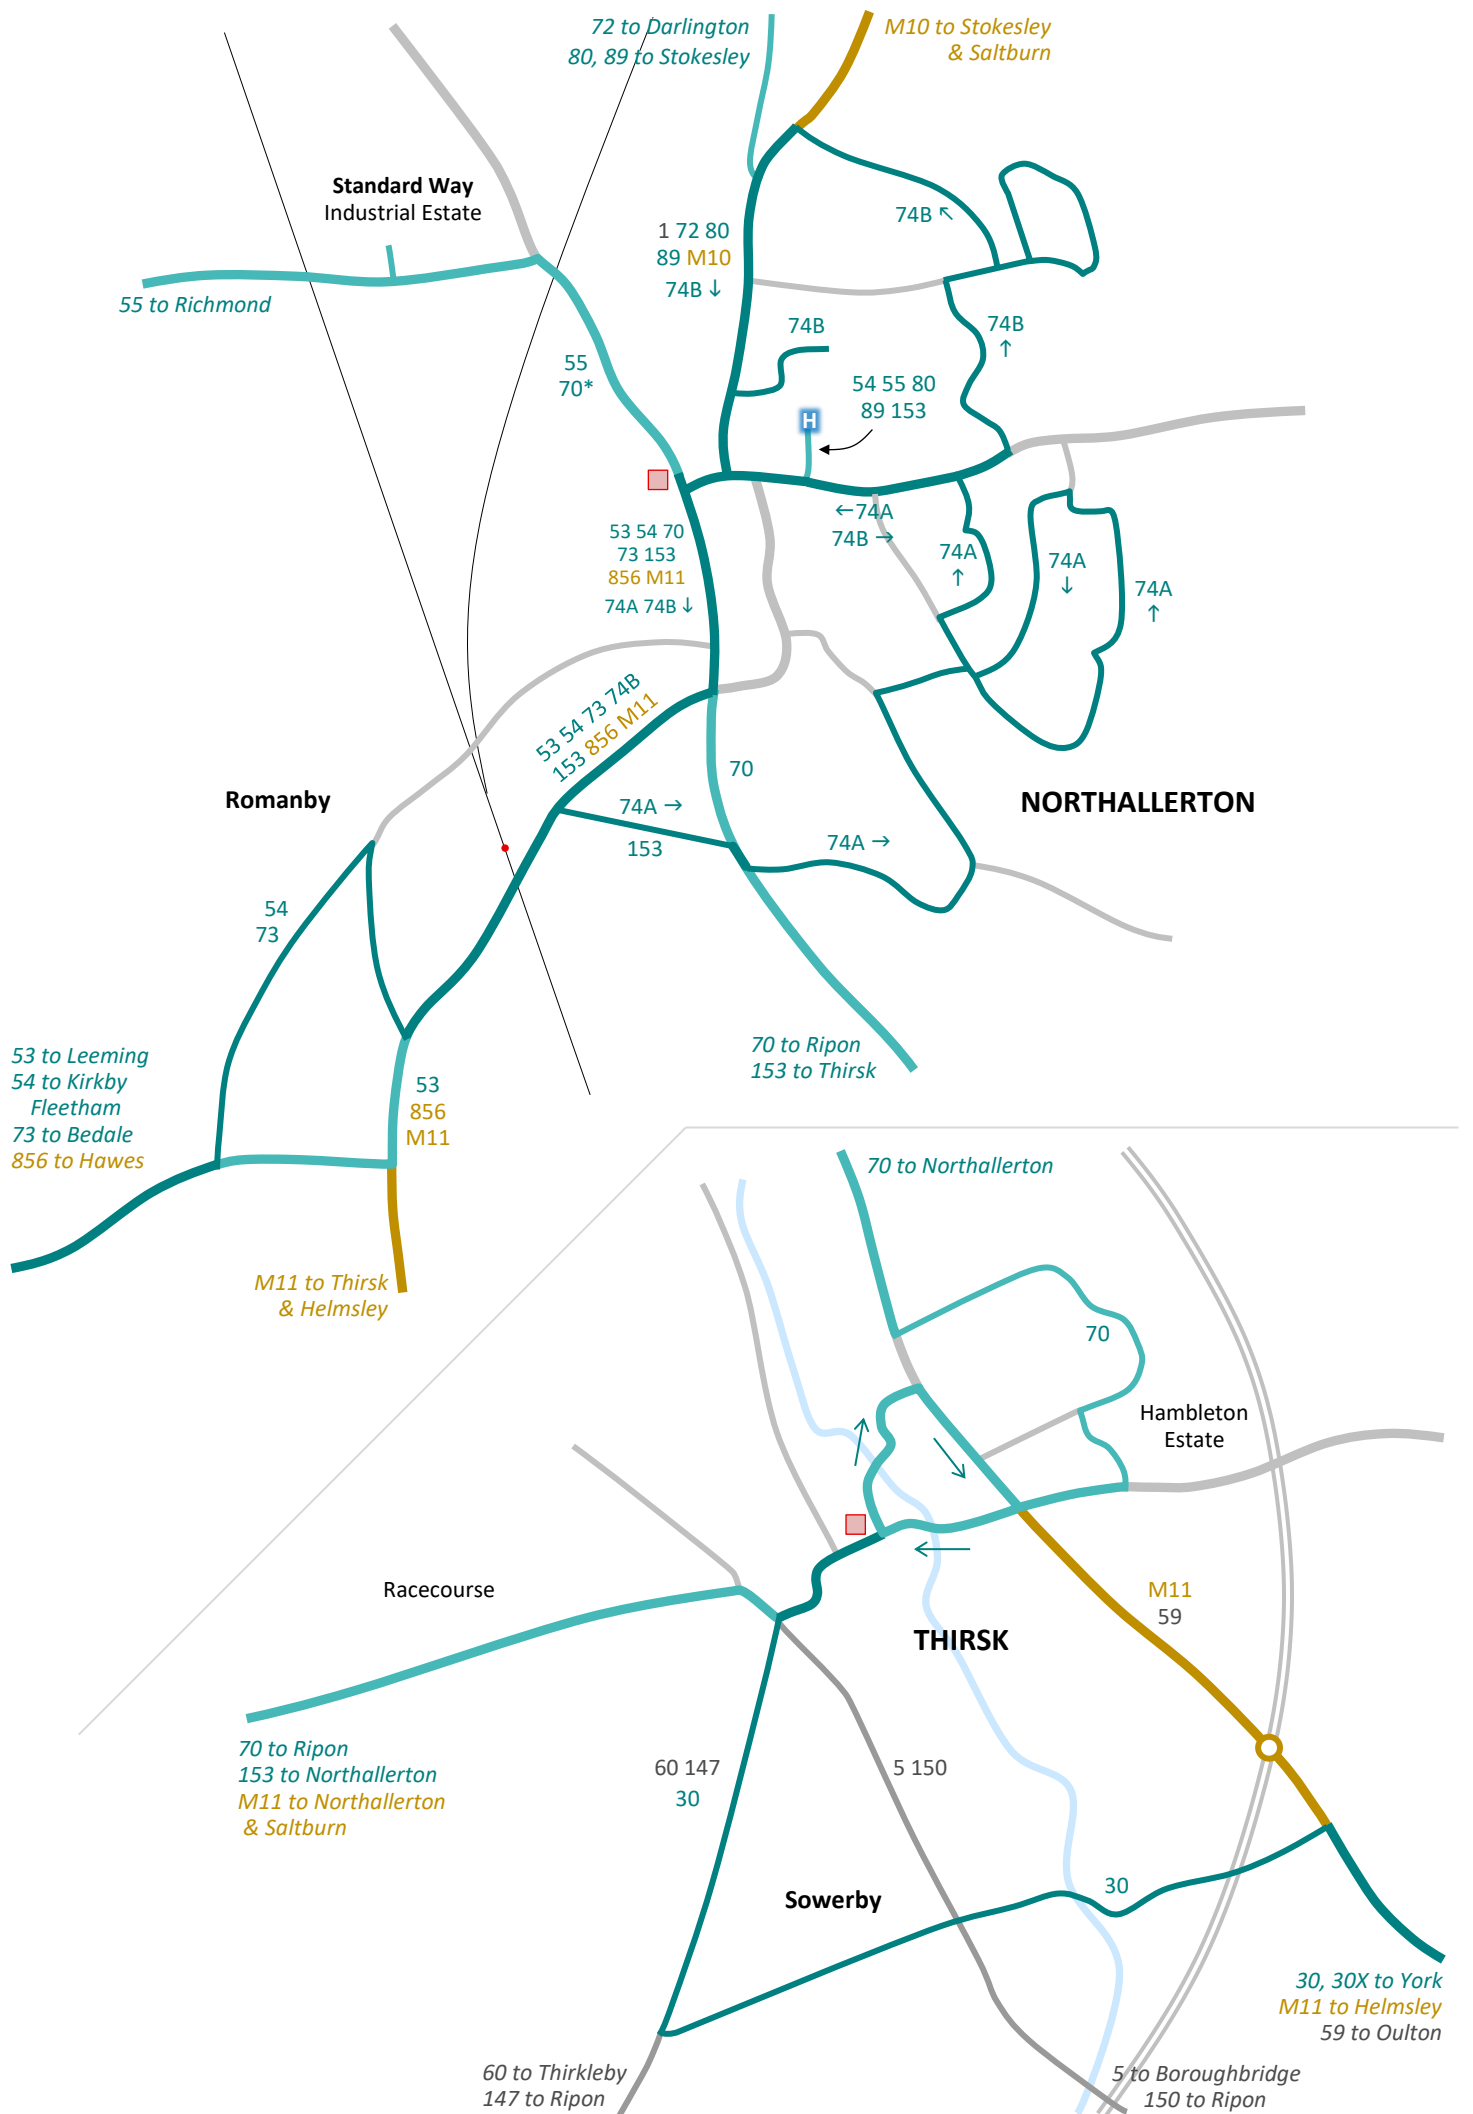 72 to Darlington
80, 89 to Stokesley
M10 to Stokesley
& Saltburn
Standard Way
Industrial Estate
74B ↖
1 72 80
89 M10
74B ↓
55 to Richmond
74B
74B
↑
55
70*
54 55 80
89 153
H
←74A
74B →
53 54 70
73 153
856 M11
74A 74B ↓
74A
↑
74A
↓
74A
↑
53 54 73 74B
153 856 M11
70
Romanby
NORTHALLERTON
74A →
153
74A →
54
73
70 to Ripon
153 to Thirsk
53 to Leeming
54 to Kirkby
Fleetham
73 to Bedale
856 to Hawes
53
856
M11
M11 to Thirsk
& Helmsley
70 to Northallerton
70
Hambleton
Estate
Racecourse
M11
59
THIRSK
70 to Ripon
153 to Northallerton
M11 to Northallerton
& Saltburn
60 147
30
5 150
30
Sowerby
30, 30X to York
M11 to Helmsley
59 to Oulton
60 to Thirkleby
147 to Ripon
5 to Boroughbridge
150 to Ripon